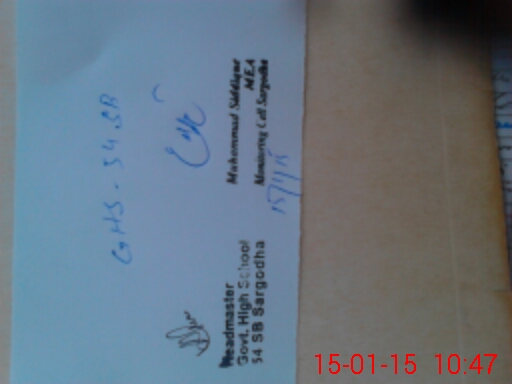 GHS - 54 SB
Muhammad Siddique
MEA
Monitoring Cell Sargodha
15/1/15
Headmaster
Govt. High School
54 SB Sargodha
15-01-15 10:47